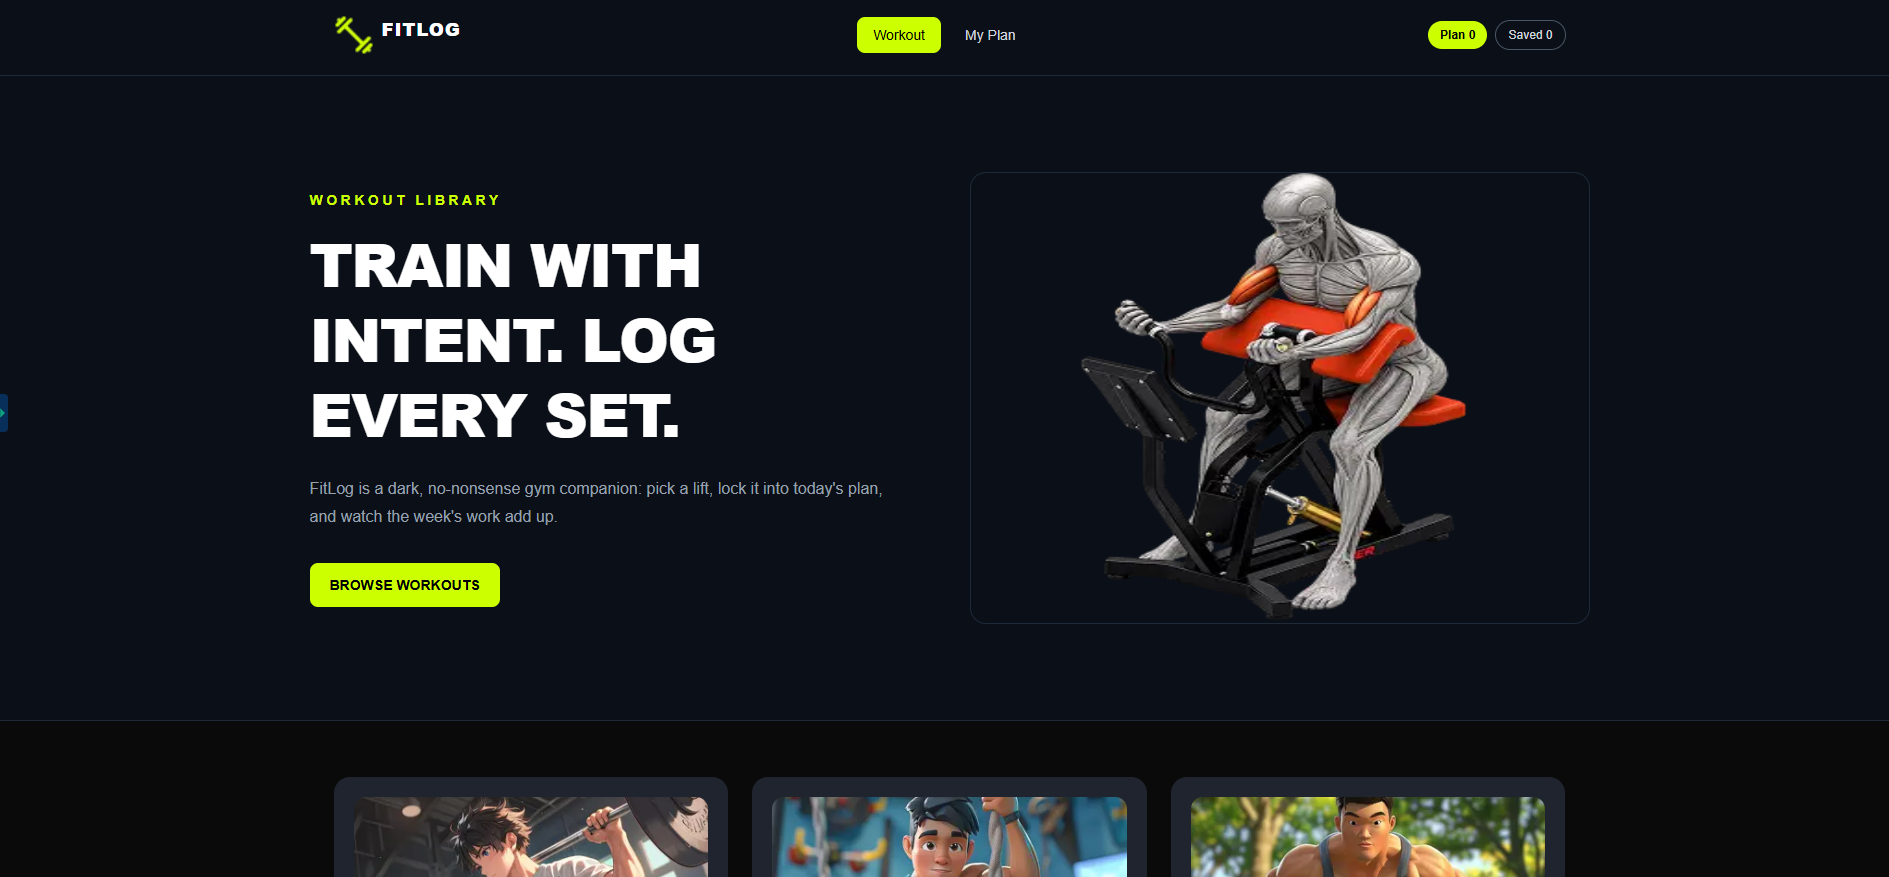 FITLOG
Workout
My Plan
Plan 0
Saved 0
WORKOUT LIBRARY
TRAIN WITH
INTENT. LOG
EVERY SET.
FitLog is a dark, no-nonsense gym companion: pick a lift, lock it into today's plan,
and watch the week's work add up.
BROWSE WORKOUTS